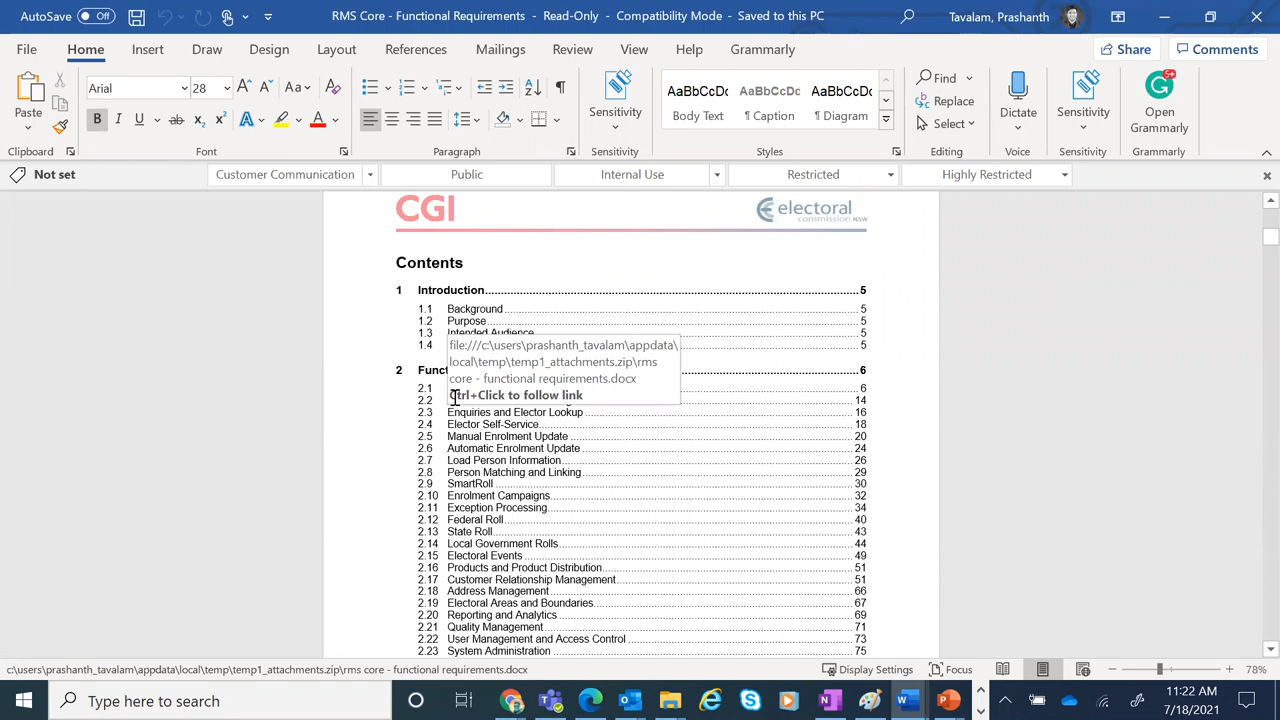 AutoSave Off RMS Core - Functional Requirements - Read-Only - Compatibility Mode - Saved to this PC Tavalam, Prashanth
File Home Insert Draw Design Layout References Mailings Review View Help Grammarly Share Comments
Arial 28 Aa
Paste B I U ab x2 x2 A A
Sensitivity
AaBbCcDc AaBbCcDc AaBbCcDc
Body Text ¶ Caption ¶ Diagram
Find
Replace
Select
Dictate
Sensitivity
5+
Open Grammarly
Clipboard Font Paragraph Sensitivity Styles Editing Voice Sensitivity Grammarly
Not set Customer Communication Public Internal Use Restricted Highly Restricted
CGI electoral commission NSW
Contents
1 Introduction 5
1.1 Background 5
1.2 Purpose 5
1.3 Intended Audience 5
1.4 5
file:///c:\users\prashanth_tavalam\appdata\
local\temp\temp1_attachments.zip\rms
core - functional requirements.docx
Ctrl+Click to follow link
2 Func 6
2.1 6
2.2 14
2.3 Enquiries and Elector Lookup 16
2.4 Elector Self-Service 18
2.5 Manual Enrolment Update 20
2.6 Automatic Enrolment Update 24
2.7 Load Person Information 26
2.8 Person Matching and Linking 29
2.9 SmartRoll 30
2.10 Enrolment Campaigns 32
2.11 Exception Processing 34
2.12 Federal Roll 40
2.13 State Roll 43
2.14 Local Government Rolls 44
2.15 Electoral Events 49
2.16 Products and Product Distribution 51
2.17 Customer Relationship Management 51
2.18 Address Management 66
2.19 Electoral Areas and Boundaries 67
2.20 Reporting and Analytics 69
2.21 Quality Management 71
2.22 User Management and Access Control 73
2.23 System Administration 75
c:\users\prashanth_tavalam\appdata\local\temp\temp1_attachments.zip\rms core - functional requirements.docx Display Settings Focus 78%
Type here to search 11:22 AM
7/18/2021